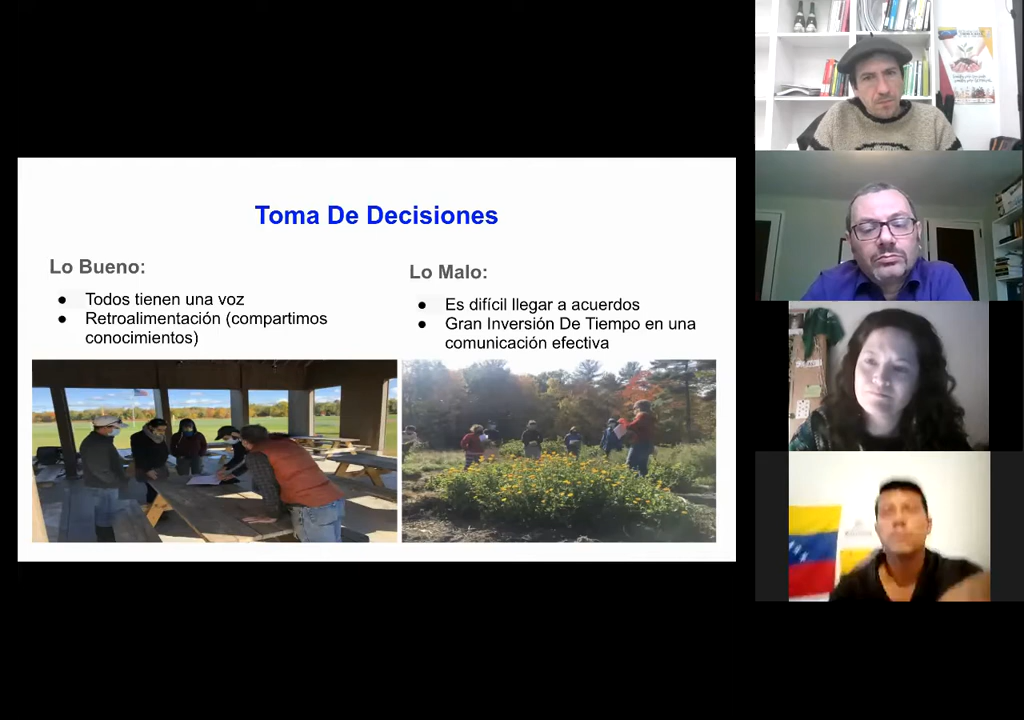 Toma De Decisiones
Lo Bueno:
● Todos tienen una voz
● Retroalimentación (compartimos
conocimientos)
Lo Malo:
● Es difícil llegar a acuerdos
● Gran Inversión De Tiempo en una
comunicación efectiva